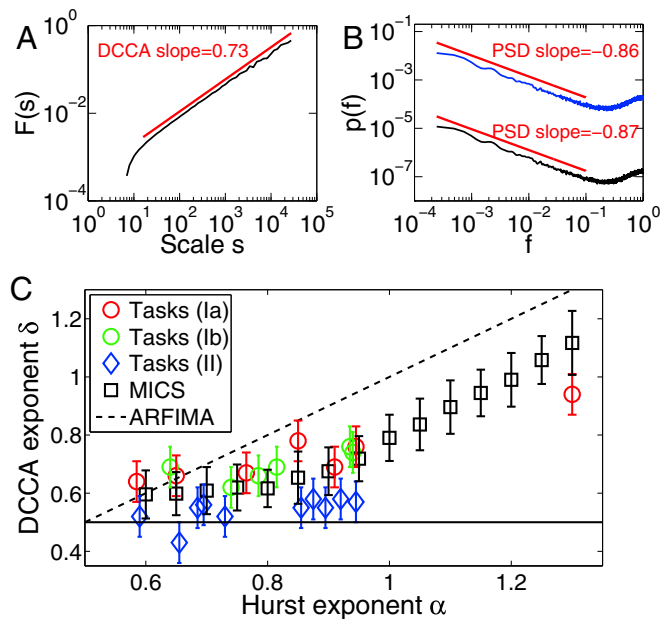 A
DCCA slope=0.73
F(s)
10^0
10^-2
10^-4
10^0 10^1 10^2 10^3 10^4 10^5
Scale s
B
PSD slope=−0.86
PSD slope=−0.87
p(f)
10^-1
10^-3
10^-5
10^-7
10^-4 10^-3 10^-2 10^-1 10^0
f
C
Tasks (Ia)
Tasks (Ib)
Tasks (II)
MICS
ARFIMA
DCCA exponent δ
1.2
1
0.8
0.6
0.4
0.6 0.8 1 1.2
Hurst exponent α